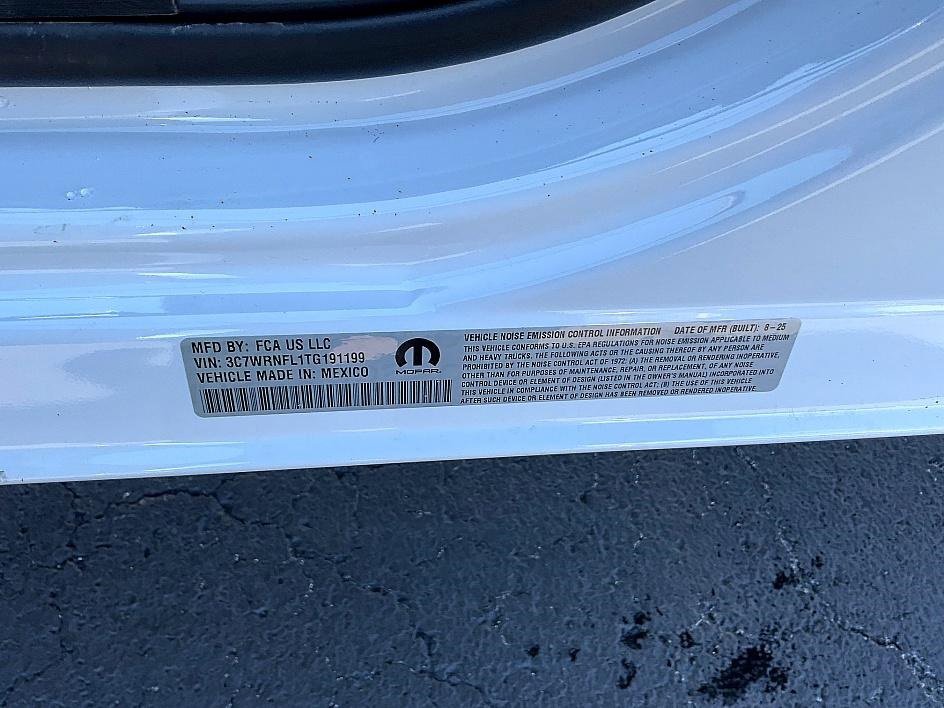 MFD BY: FCA US LLC
VIN: 3C7WRNFL1TG191199
VEHICLE MADE IN: MEXICO
MOPAR.
VEHICLE NOISE EMISSION CONTROL INFORMATION DATE OF MFR (BUILT): 8-25
THIS VEHICLE CONFORMS TO U.S. EPA REGULATIONS FOR NOISE EMISSION APPLICABLE TO MEDIUM
AND HEAVY TRUCKS, THE FOLLOWING ACTS OR THE CAUSING THEREOF BY ANY PERSON ARE
PROHIBITED BY THE NOISE CONTROL ACT OF 1972: (A) THE REMOVAL OR RENDERING INOPERATIVE,
OTHER THAN FOR PURPOSES OF MAINTENANCE, REPAIR, OR REPLACEMENT, OF ANY NOISE
CONTROL DEVICE OR ELEMENT OF DESIGN (LISTED IN THE OWNER'S MANUAL) INCORPORATED INTO
THIS VEHICLE IN COMPLIANCE WITH THE NOISE CONTROL ACT; (B) THE USE OF THIS VEHICLE
AFTER SUCH DEVICE OR ELEMENT OF DESIGN HAS BEEN REMOVED OR RENDERED INOPERATIVE.